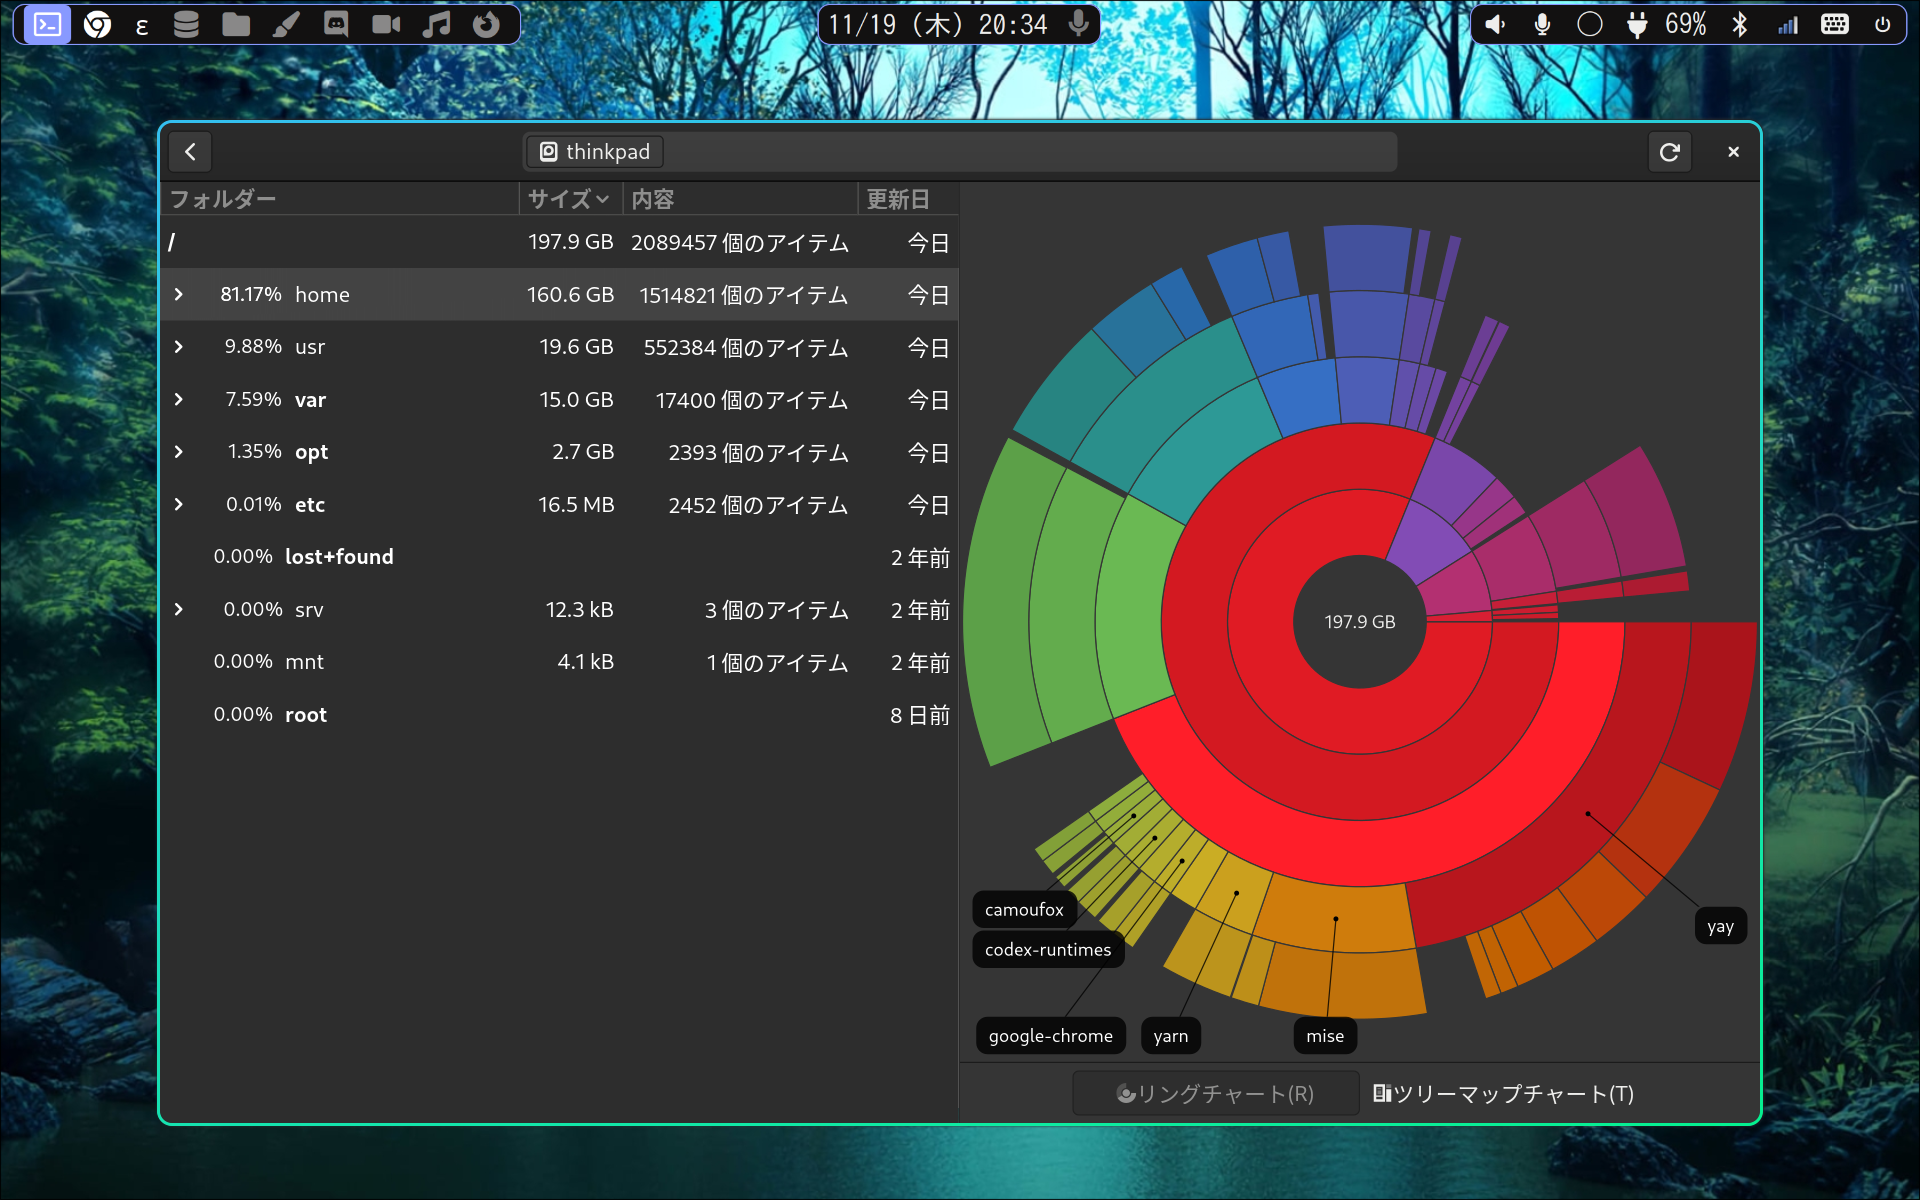 ε
11/19 (木) 20:34
69%
thinkpad
フォルダー サイズ 内容 更新日
/ 197.9 GB 2089457 個のアイテム 今日
81.17% home 160.6 GB 1514821 個のアイテム 今日
9.88% usr 19.6 GB 552384 個のアイテム 今日
7.59% var 15.0 GB 17400 個のアイテム 今日
1.35% opt 2.7 GB 2393 個のアイテム 今日
0.01% etc 16.5 MB 2452 個のアイテム 今日
0.00% lost+found 2 年前
0.00% srv 12.3 kB 3 個のアイテム 2 年前
0.00% mnt 4.1 kB 1 個のアイテム 2 年前
0.00% root 8 日前
197.9 GB
camoufox
codex-runtimes
google-chrome
yarn
mise
yay
リングチャート(R) ツリーマップチャート(T)